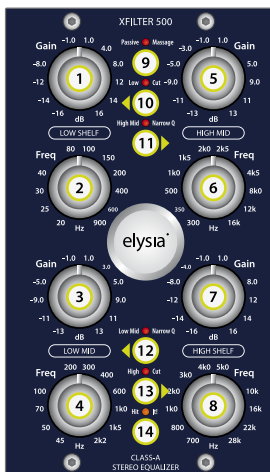 XFILTER 500
Gain
-1.0 1.0
4.0
8.0
12
14
16
dB
-16
-14
-12
-8.0
1
LOW SHELF
Passive Massage
9
Low Cut
10
High Mid Narrow Q
11
Gain
-1.0 1.0
3.0
5.0
9.0
11
13
dB
-13
-11
-9.0
-5.0
5
HIGH MID
Freq
80 100
150
200
400
600
900
Hz
20
25
30
40
2
Freq
2k0 2k5
4k5
8k0
12k
16k
Hz
300
350
500
1k0
1k5
6
elysia
Gain
-1.0 1.0
3.0
5.0
9.0
11
13
dB
-13
-11
-9.0
-5.0
3
LOW MID
Gain
-1.0 1.0
4.0
8.0
12
14
16
dB
-16
-14
-12
-8.0
7
HIGH SHELF
Low Mid Narrow Q
12
High Cut
13
Hit It!
14
Freq
200 300
400
600
1k0
1k5
2k2
Hz
45
50
70
100
4
Freq
4k0 5k0
10k
16k
22k
28k
Hz
700
1k0
2k0
3k0
8
CLASS-A
STEREO EQUALIZER